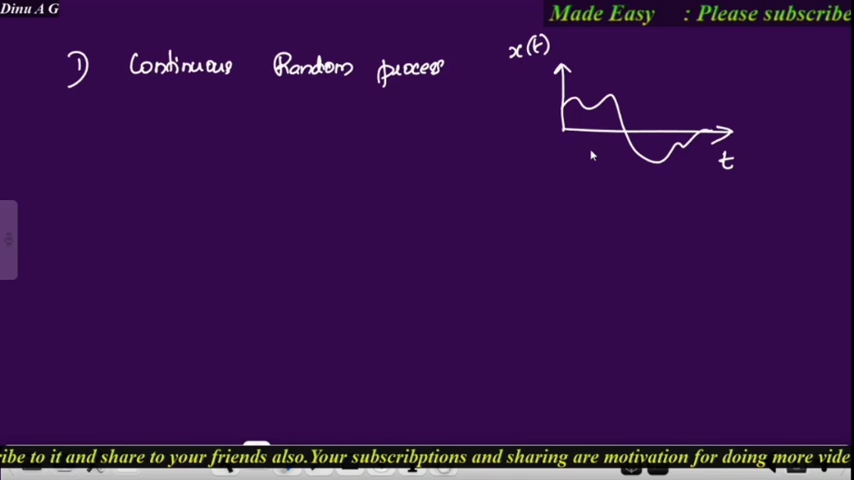 Dinu A G
Made Easy : Please subscribe
1) Continuous Random process
x(t)
t
ribe to it and share to your friends also.Your subscribptions and sharing are motivation for doing more vide